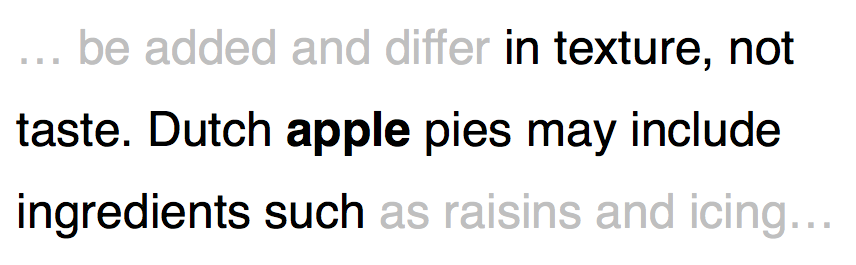 … be added and differ in texture, not
taste. Dutch apple pies may include
ingredients such as raisins and icing…